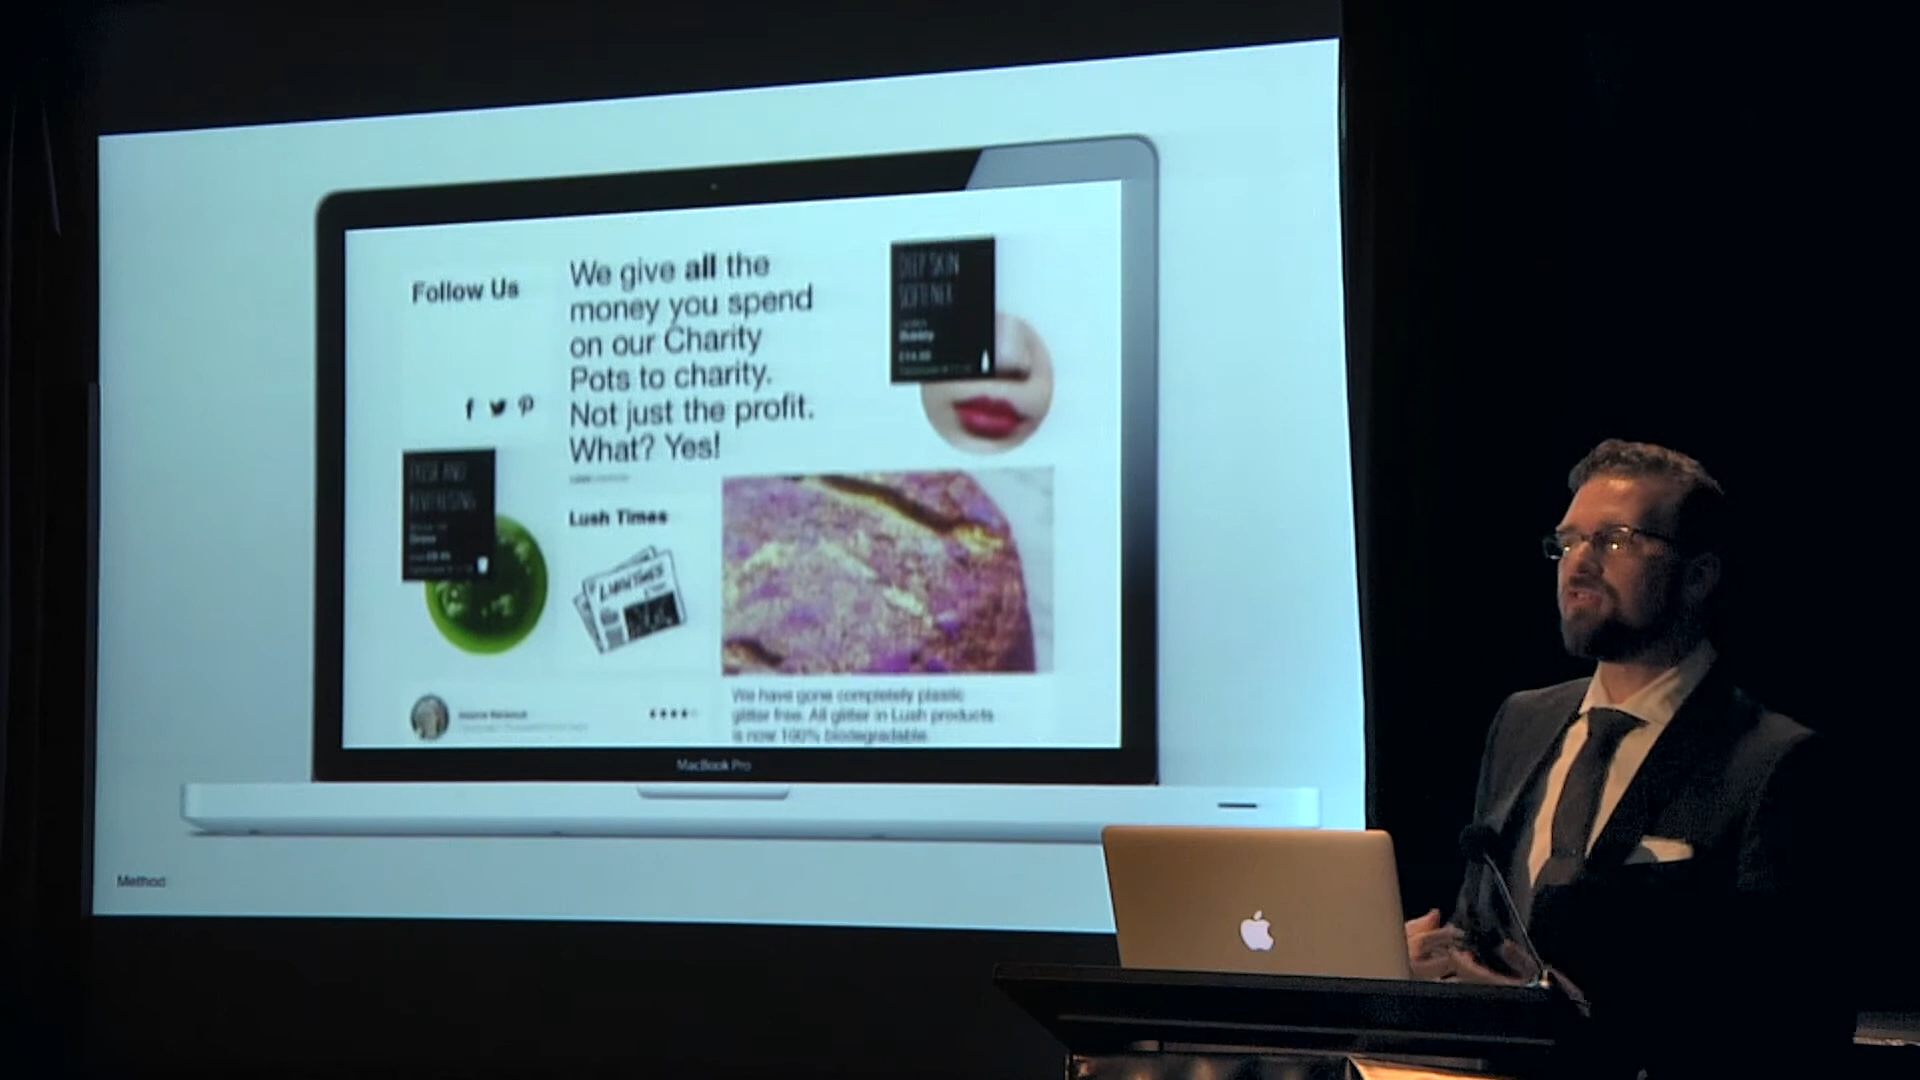 Follow Us
We give all the
money you spend
on our Charity
Pots to charity.
Not just the profit.
What? Yes!
DEEP SKIN
SOFTENER
Lush Times
LUSH TIMES
We have gone completely plastic
glitter free. All glitter in Lush products
is now 100% biodegradable.
MacBook Pro
Method